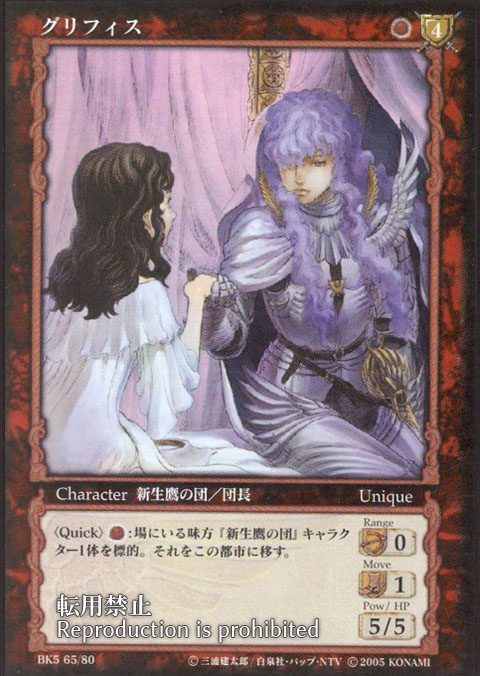 グリフィス
4
Character 新生鷹の団／団長 Unique
〈Quick〉:場にいる味方『新生鷹の団』キャラク
ター1体を標的。それをこの都市に移す。
Range
0
Move
1
Pow/ HP
5/5
転用禁止
Reproduction is prohibited
BK5 65/80
©三浦建太郎／白泉社・バップ・NTV ©2005 KONAMI